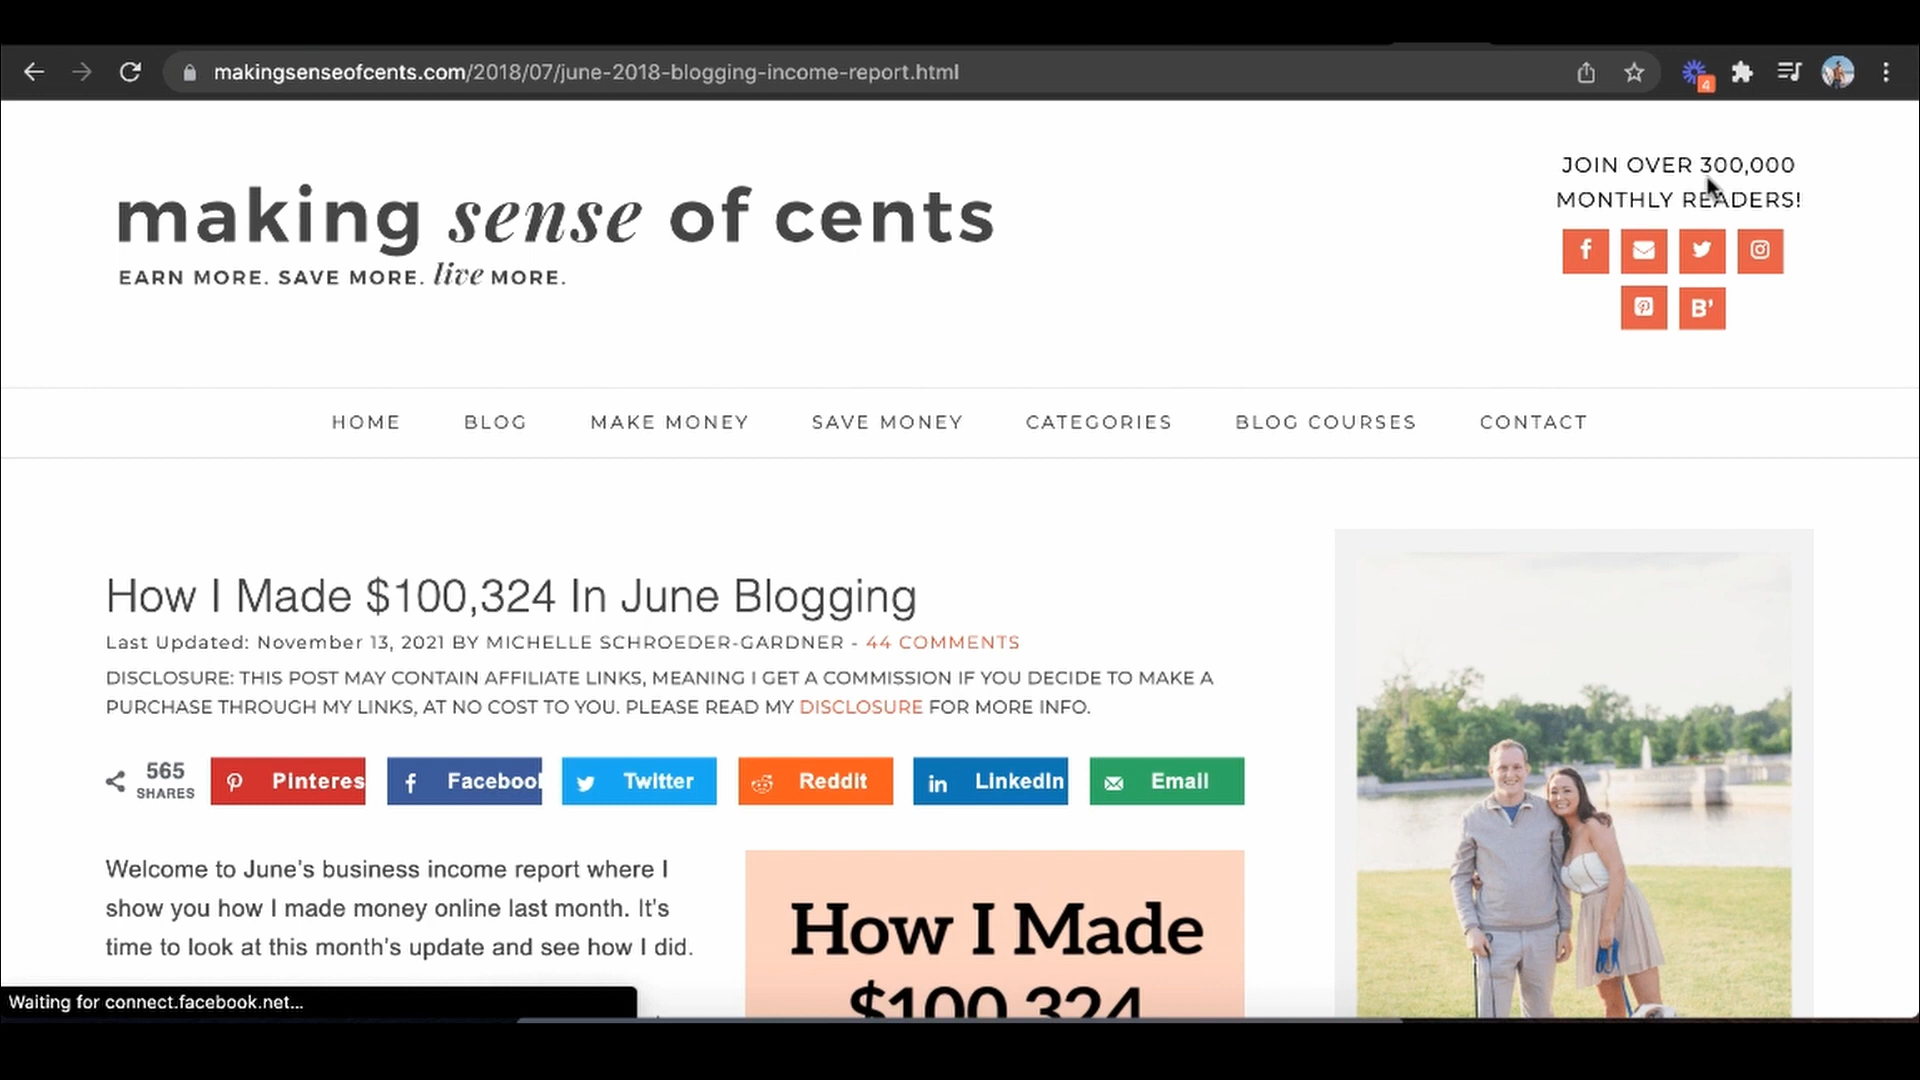 makingsenseofcents.com/2018/07/june-2018-blogging-income-report.html
4
JOIN OVER 300,000
MONTHLY READERS!
making sense of cents
EARN MORE. SAVE MORE. live MORE.
B'
HOME BLOG MAKE MONEY SAVE MONEY CATEGORIES BLOG COURSES CONTACT
How I Made $100,324 In June Blogging
Last Updated: November 13, 2021 BY MICHELLE SCHROEDER-GARDNER - 44 COMMENTS
DISCLOSURE: THIS POST MAY CONTAIN AFFILIATE LINKS, MEANING I GET A COMMISSION IF YOU DECIDE TO MAKE A
PURCHASE THROUGH MY LINKS, AT NO COST TO YOU. PLEASE READ MY DISCLOSURE FOR MORE INFO.
565
SHARES
Pinteres Facebook Twitter Reddit LinkedIn Email
Welcome to June's business income report where I
show you how I made money online last month. It's
time to look at this month's update and see how I did.
How I Made
$100,324
Waiting for connect.facebook.net...